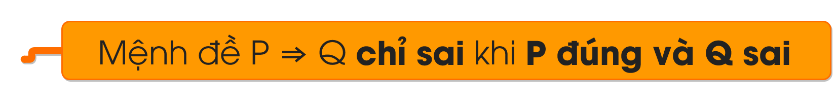 Mệnh đề P ⇒ Q chỉ sai khi P đúng và Q sai